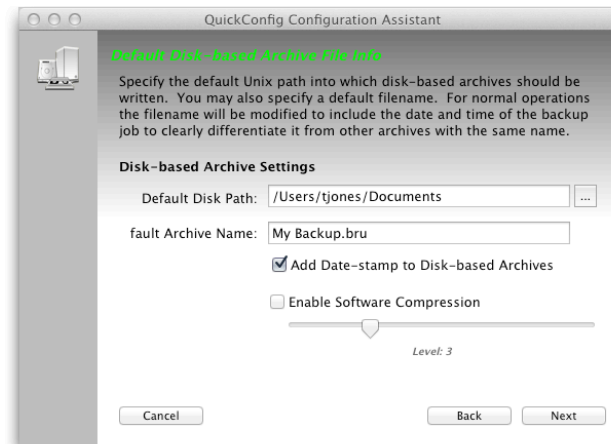 QuickConfig Configuration Assistant
Default Disk-based Archive File Info
Specify the default Unix path into which disk-based archives should be
written. You may also specify a default filename. For normal operations
the filename will be modified to include the date and time of the backup
job to clearly differentiate it from other archives with the same name.
Disk-based Archive Settings
Default Disk Path: /Users/tjones/Documents ...
fault Archive Name: My Backup.bru
Add Date-stamp to Disk-based Archives
Enable Software Compression
Level: 3
Cancel Back Next